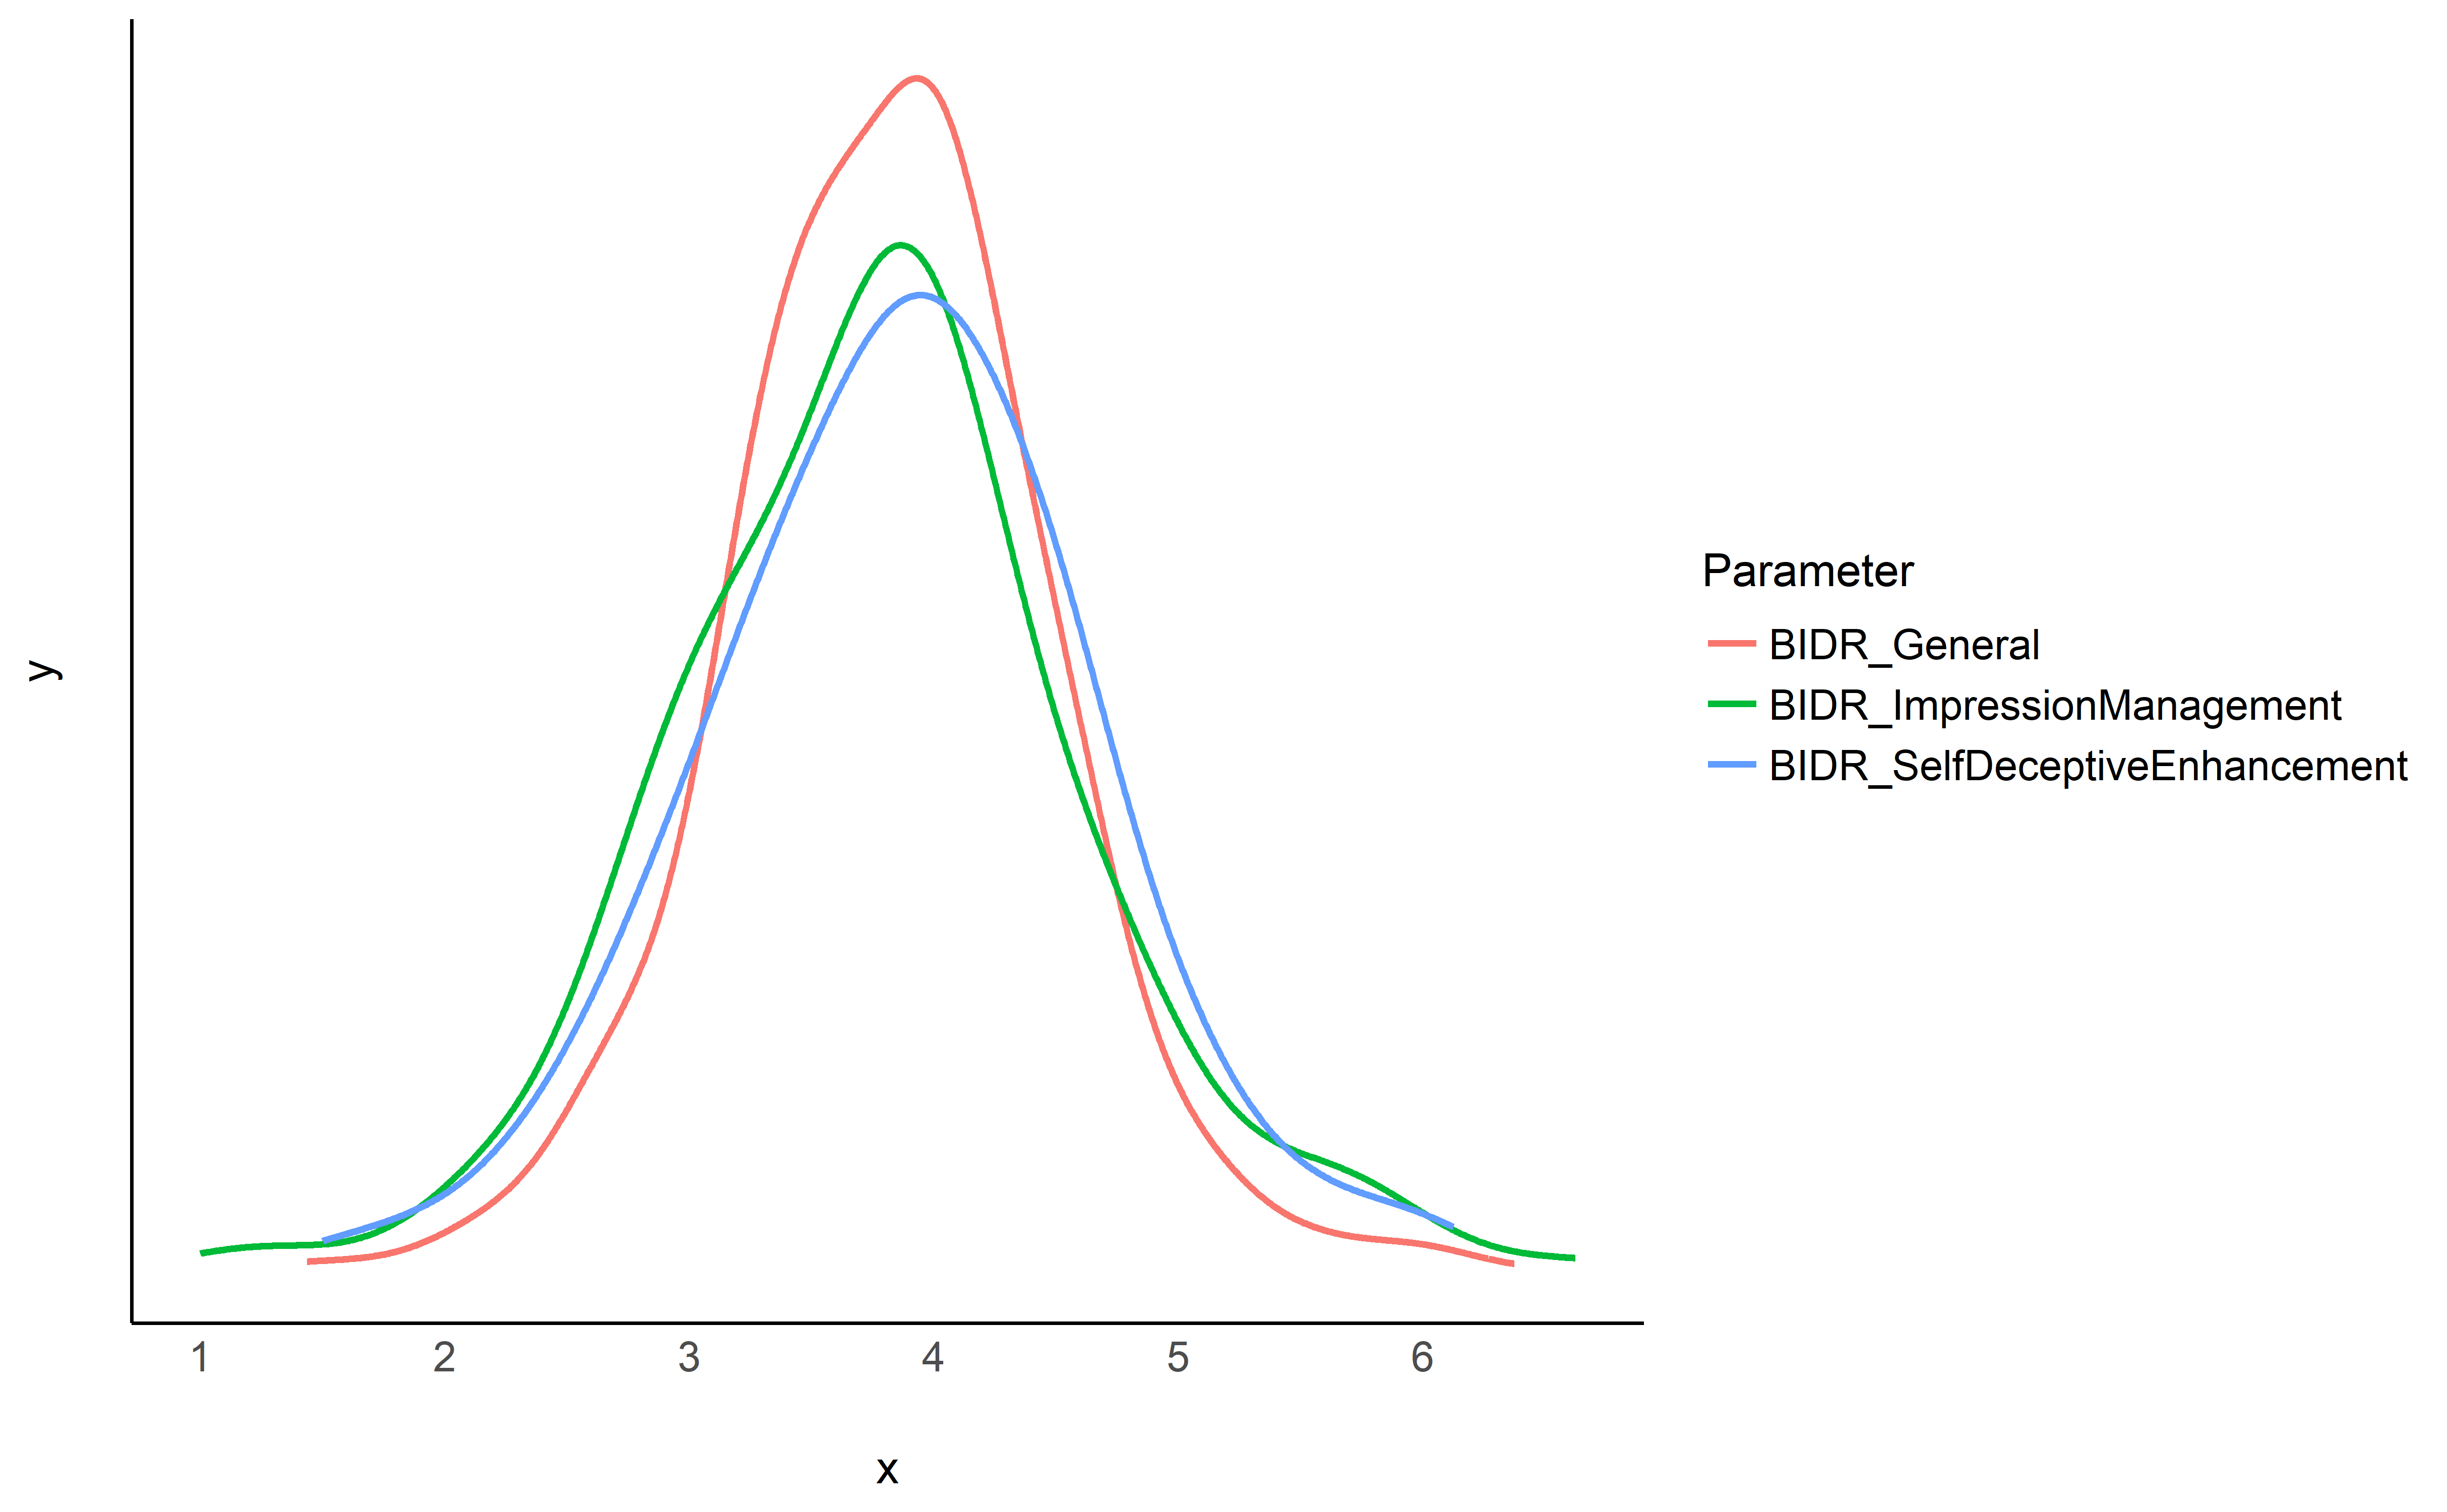 y
1 2 3 4 5 6
x
Parameter
BIDR_General
BIDR_ImpressionManagement
BIDR_SelfDeceptiveEnhancement